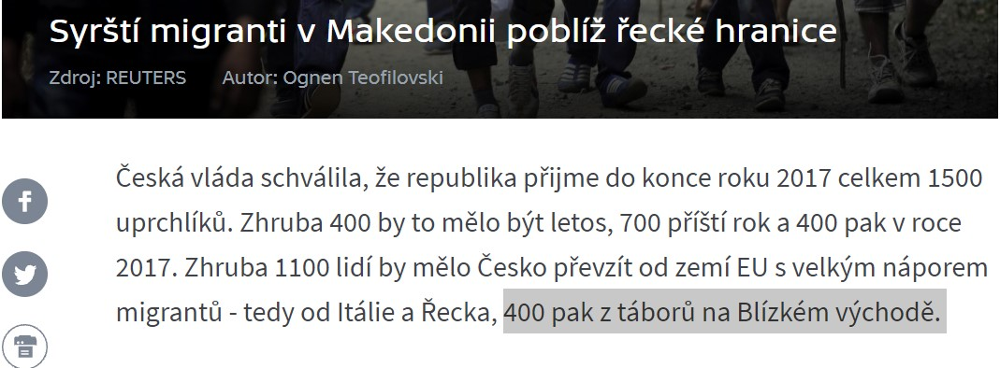 Syrští migranti v Makedonii poblíž řecké hranice
Zdroj: REUTERS Autor: Ognen Teofilovski
Česká vláda schválila, že republika přijme do konce roku 2017 celkem 1500
uprchlíků. Zhruba 400 by to mělo být letos, 700 příští rok a 400 pak v roce
2017. Zhruba 1100 lidí by mělo Česko převzít od zemí EU s velkým náporem
migrantů - tedy od Itálie a Řecka, 400 pak z táborů na Blízkém východě.